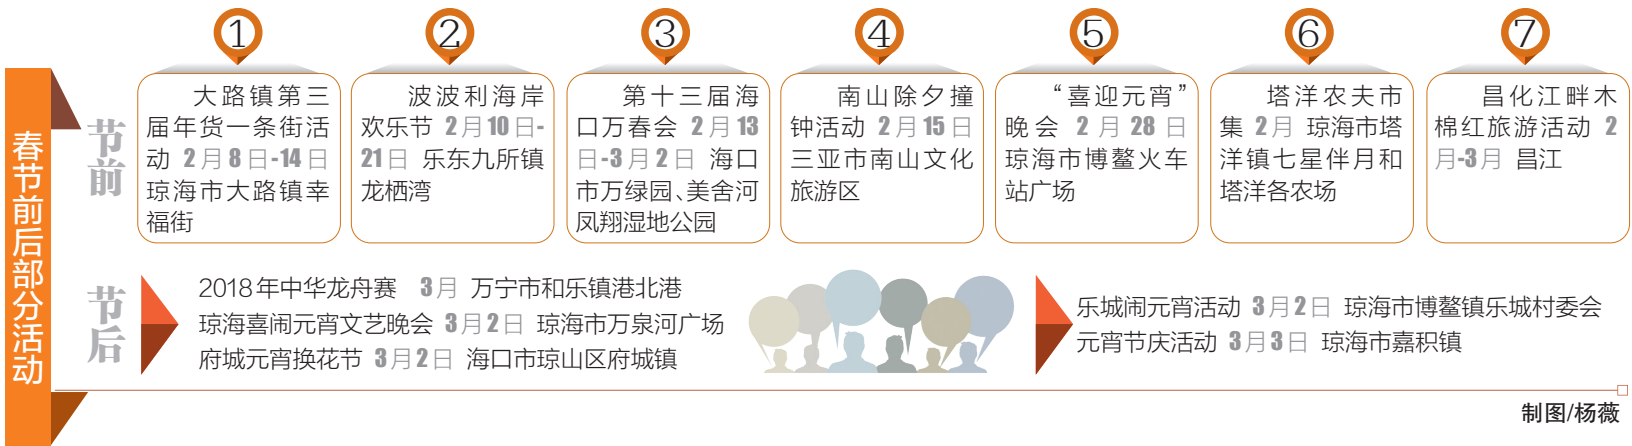 春节前后部分活动
节前
1
大路镇第三
届年货一条街活
动 2月8日-14日
琼海市大路镇幸
福街
2
波波利海岸
欢乐节 2月10日-
21日 乐东九所镇
龙栖湾
3
第十三届海
口万春会 2月13
日-3月2日 海口
市万绿园、美舍河
凤翔湿地公园
4
南山除夕撞
钟活动 2月15日
三亚市南山文化
旅游区
5
“喜迎元宵”
晚会 2月28日
琼海市博鳌火车
站广场
6
塔洋农夫市
集 2月 琼海市塔
洋镇七星伴月和
塔洋各农场
7
昌化江畔木
棉红旅游活动 2
月-3月 昌江
节后
2018年中华龙舟赛 3月 万宁市和乐镇港北港
琼海喜闹元宵文艺晚会 3月2日 琼海市万泉河广场
府城元宵换花节 3月2日 海口市琼山区府城镇
乐城闹元宵活动 3月2日 琼海市博鳌镇乐城村委会
元宵节庆活动 3月3日 琼海市嘉积镇
制图/杨薇